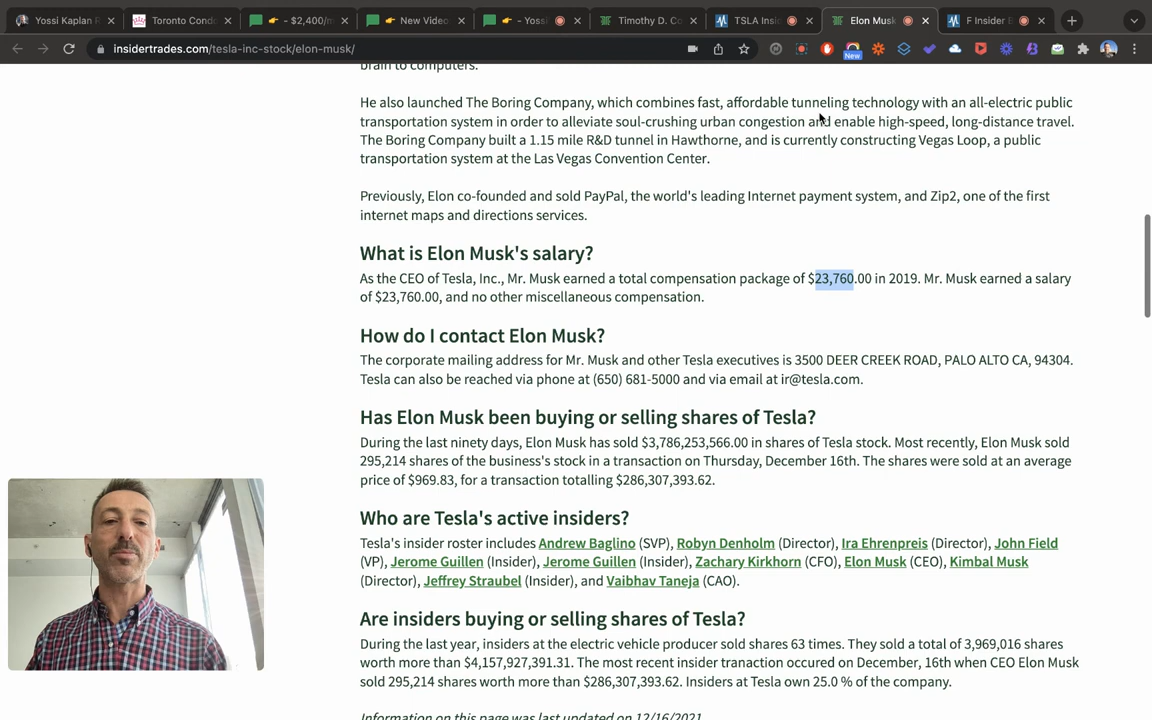 Yossi Kaplan R
Toronto Condo
- $2,400/m
New Video
- Yossi
Timothy D. Co
TSLA Insid
Elon Musk
F Insider B
insidertrades.com/tesla-inc-stock/elon-musk/
New
brain to computers.
He also launched The Boring Company, which combines fast, affordable tunneling technology with an all-electric public
transportation system in order to alleviate soul-crushing urban congestion and enable high-speed, long-distance travel.
The Boring Company built a 1.15 mile R&D tunnel in Hawthorne, and is currently constructing Vegas Loop, a public
transportation system at the Las Vegas Convention Center.
Previously, Elon co-founded and sold PayPal, the world's leading Internet payment system, and Zip2, one of the first
internet maps and directions services.
What is Elon Musk's salary?
As the CEO of Tesla, Inc., Mr. Musk earned a total compensation package of $23,760.00 in 2019. Mr. Musk earned a salary
of $23,760.00, and no other miscellaneous compensation.
How do I contact Elon Musk?
The corporate mailing address for Mr. Musk and other Tesla executives is 3500 DEER CREEK ROAD, PALO ALTO CA, 94304.
Tesla can also be reached via phone at (650) 681-5000 and via email at ir@tesla.com.
Has Elon Musk been buying or selling shares of Tesla?
During the last ninety days, Elon Musk has sold $3,786,253,566.00 in shares of Tesla stock. Most recently, Elon Musk sold
295,214 shares of the business's stock in a transaction on Thursday, December 16th. The shares were sold at an average
price of $969.83, for a transaction totalling $286,307,393.62.
Who are Tesla's active insiders?
Tesla's insider roster includes Andrew Baglino (SVP), Robyn Denholm (Director), Ira Ehrenpreis (Director), John Field
(VP), Jerome Guillen (Insider), Jerome Guillen (Insider), Zachary Kirkhorn (CFO), Elon Musk (CEO), Kimbal Musk
(Director), Jeffrey Straubel (Insider), and Vaibhav Taneja (CAO).
Are insiders buying or selling shares of Tesla?
During the last year, insiders at the electric vehicle producer sold shares 63 times. They sold a total of 3,969,016 shares
worth more than $4,157,927,391.31. The most recent insider tranaction occured on December, 16th when CEO Elon Musk
sold 295,214 shares worth more than $286,307,393.62. Insiders at Tesla own 25.0 % of the company.
Information on this page was last updated on 12/16/2021